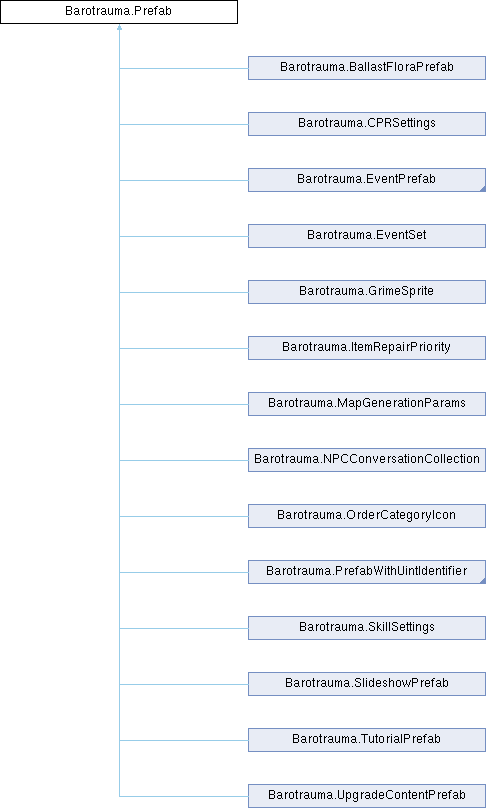 Barotrauma.Prefab
Barotrauma.BallastFloraPrefab
Barotrauma.CPRSettings
Barotrauma.EventPrefab
Barotrauma.EventSet
Barotrauma.GrimeSprite
Barotrauma.ItemRepairPriority
Barotrauma.MapGenerationParams
Barotrauma.NPCConversationCollection
Barotrauma.OrderCategoryIcon
Barotrauma.PrefabWithUintIdentifier
Barotrauma.SkillSettings
Barotrauma.SlideshowPrefab
Barotrauma.TutorialPrefab
Barotrauma.UpgradeContentPrefab